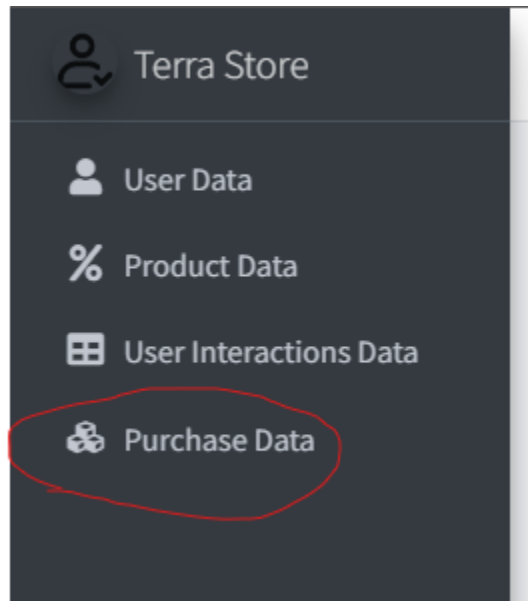 Terra Store
User Data
Product Data
User Interactions Data
Purchase Data